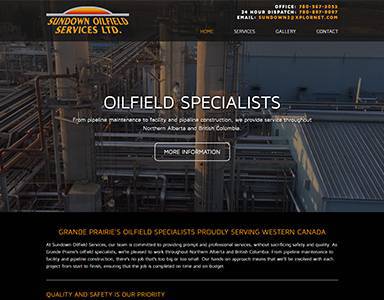 SUNDOWN OILFIELD
SERVICES LTD.
OFFICE: 780-567-3053
24 HOUR DISPATCH: 780-897-0097
EMAIL: SUNDOWN2@XPLORNET.COM
HOME SERVICES GALLERY CONTACT
OILFIELD SPECIALISTS
From pipeline maintenance to facility and pipeline construction, we provide service throughout
Northern Alberta and British Columbia.
MORE INFORMATION
GRANDE PRAIRIE'S OILFIELD SPECIALISTS PROUDLY SERVING WESTERN CANADA
At Sundown Oilfield Services, our team is committed to providing prompt and professional services, without sacrificing safety and quality. As
Grande Prairie's oilfield specialists, we're pleased to work throughout Northern Alberta and British Columbia. From pipeline maintenance to
facility and pipeline construction, there's no job that's too big or too small. Our hands-on approach means that we'll be involved with each
project from start to finish, ensuring that the job is completed on time and on budget.
QUALITY AND SAFETY IS OUR PRIORITY